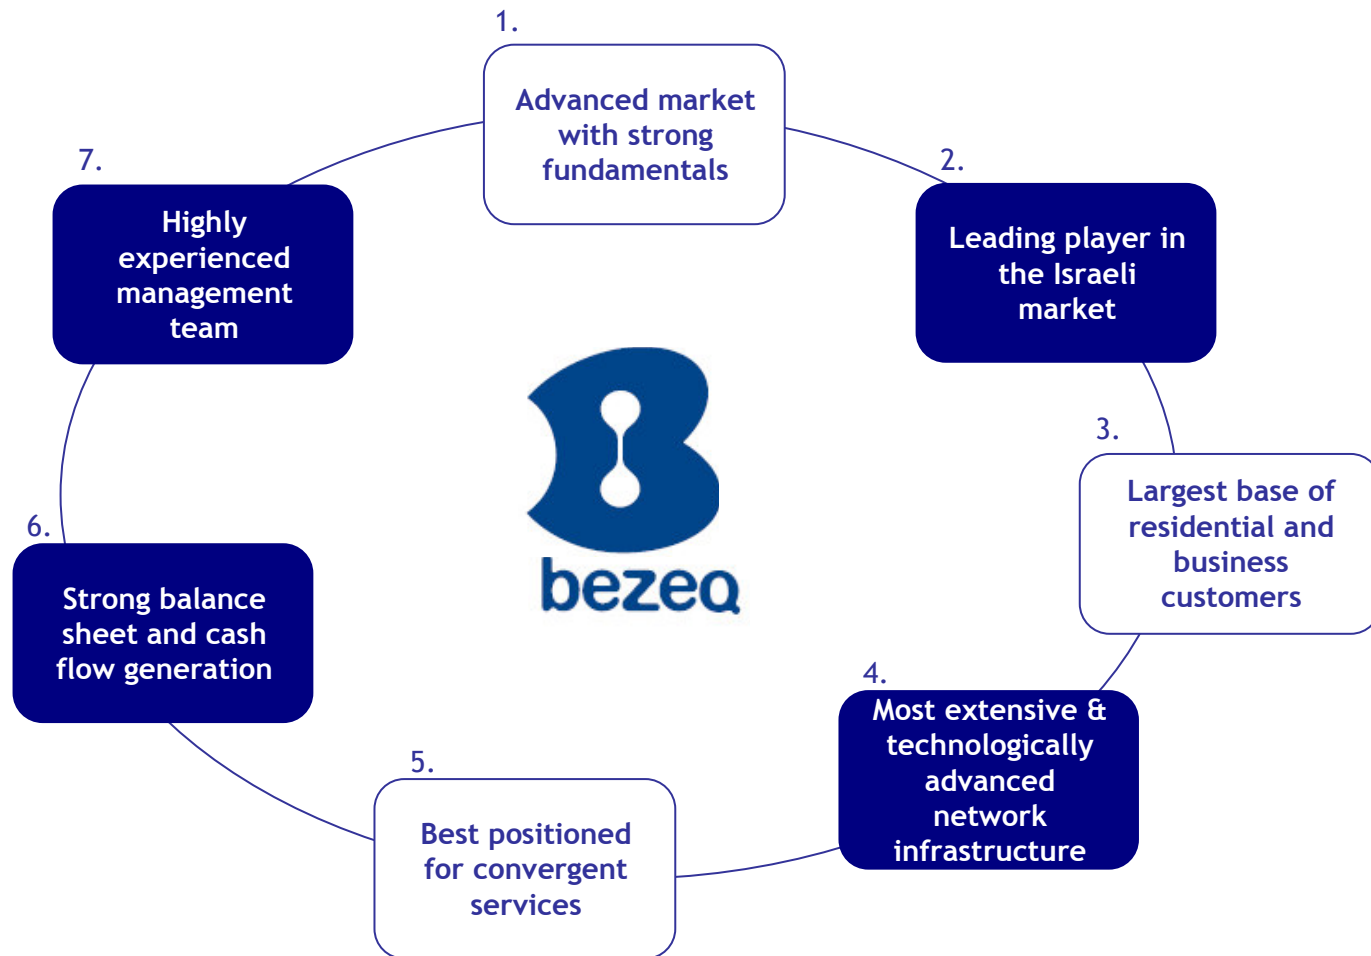 1.
Advanced market
with strong
fundamentals
2.
Leading player in
the Israeli
market
3.
Largest base of
residential and
business
customers
4.
Most extensive &
technologically
advanced
network
infrastructure
5.
Best positioned
for convergent
services
6.
Strong balance
sheet and cash
flow generation
7.
Highly
experienced
management
team
bezeq